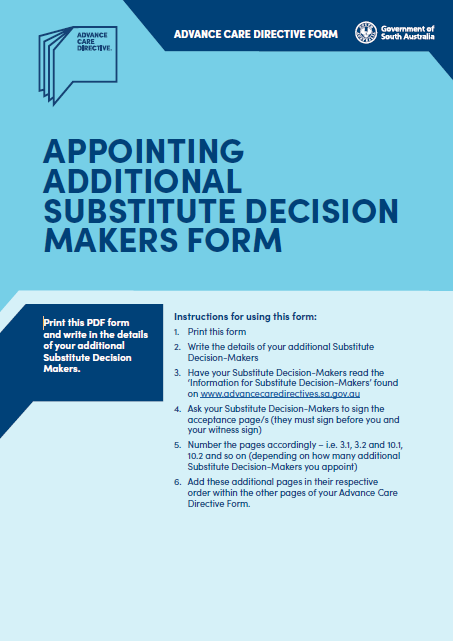 ADVANCE
CARE
DIRECTIVE.
ADVANCE CARE DIRECTIVE FORM
Government of
South Australia
APPOINTING
ADDITIONAL
SUBSTITUTE DECISION
MAKERS FORM
Print this PDF form
and write in the details
of your additional
Substitute Decision
Makers.
Instructions for using this form:
1. Print this form
2. Write the details of your additional Substitute
Decision-Makers
3. Have your Substitute Decision-Makers read the
‘Information for Substitute Decision-Makers’ found
on www.advancecaredirectives.sa.gov.au
4. Ask your Substitute Decision-Makers to sign the
acceptance page/s (they must sign before you and
your witness sign)
5. Number the pages accordingly – i.e. 3.1, 3.2 and 10.1,
10.2 and so on (depending on how many additional
Substitute Decision-Makers you appoint)
6. Add these additional pages in their respective
order within the other pages of your Advance Care
Directive Form.